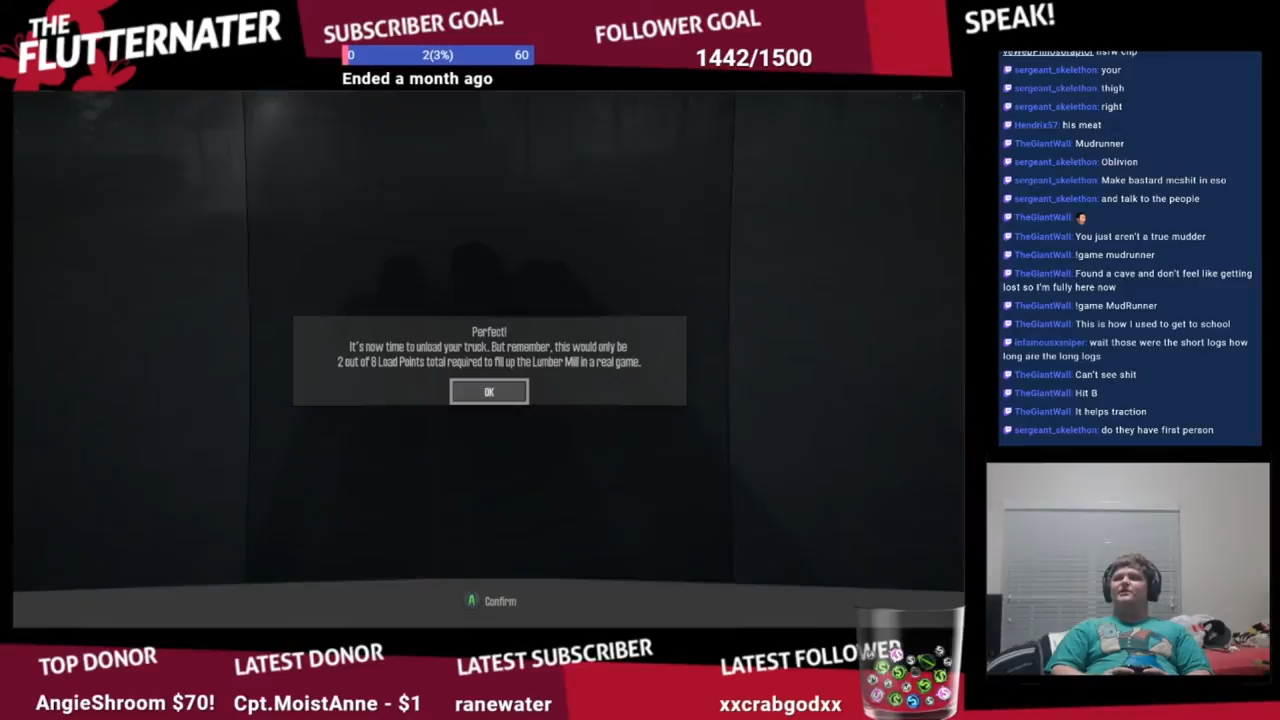 THE
FLUTTERNATER
SUBSCRIBER GOAL
0 2(3%) 60
Ended a month ago
FOLLOWER GOAL
1442/1500
SPEAK!
sergeant_skelethon: your
sergeant_skelethon: thigh
sergeant_skelethon: right
Hendrix57: his meat
TheGiantWall: Mudrunner
sergeant_skelethon: Oblivion
sergeant_skelethon: Make bastard mcshit in eso
sergeant_skelethon: and talk to the people
TheGiantWall:
TheGiantWall: You just aren't a true mudder
TheGiantWall: !game mudrunner
TheGiantWall: Found a cave and don't feel like getting
lost so I'm fully here now
TheGiantWall: !game MudRunner
TheGiantWall: This is how I used to get to school
infamousxsniper: wait those were the short logs how
long are the long logs
TheGiantWall: Can't see shit
TheGiantWall: Hit B
TheGiantWall: It helps traction
sergeant_skelethon: do they have first person
Perfect!
It's now time to unload your truck. But remember, this would only be
2 out of 8 Load Points total required to fill up the Lumber Mill in a real game.
OK
A Confirm
TOP DONOR
AngieShroom $70!
LATEST DONOR
Cpt.MoistAnne - $1
LATEST SUBSCRIBER
ranewater
LATEST FOLLOWER
xxcrabgodxx